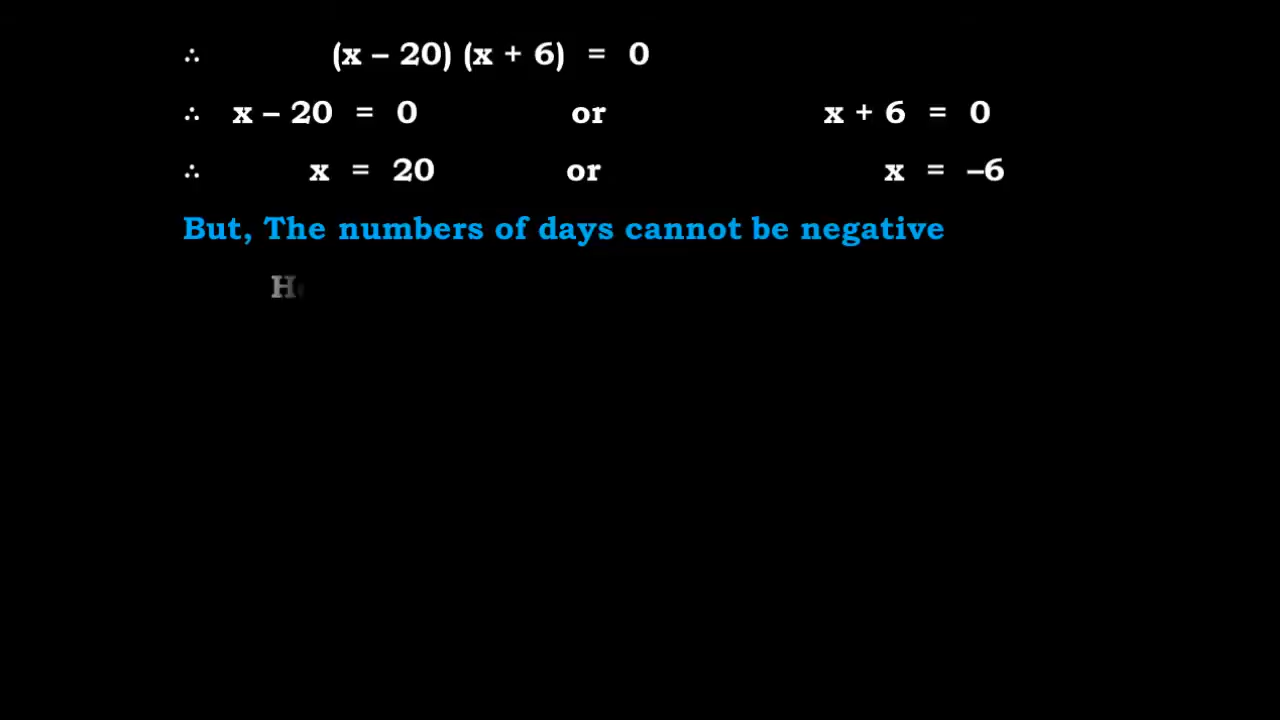 ∴ (x – 20) (x + 6) = 0
∴ x – 20 = 0 or x + 6 = 0
∴ x = 20 or x = –6
But, The numbers of days cannot be negative